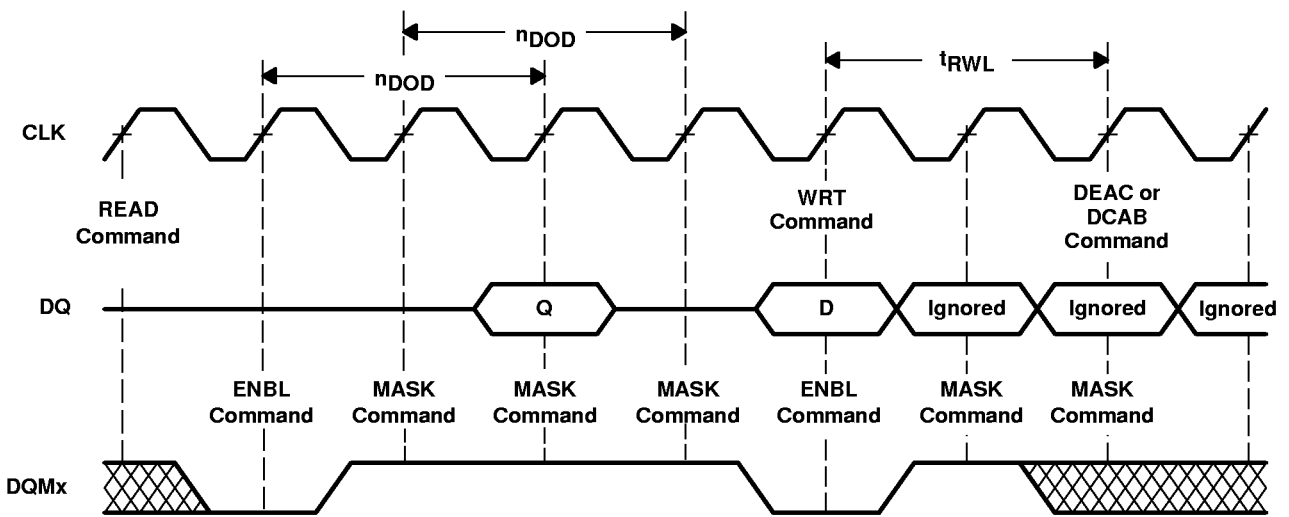 nDOD
nDOD
tRWL
CLK
READ
Command
WRT
Command
DEAC or
DCAB
Command
DQ
Q
D
Ignored
Ignored
Ignored
ENBL
Command
MASK
Command
MASK
Command
MASK
Command
ENBL
Command
MASK
Command
MASK
Command
DQMx